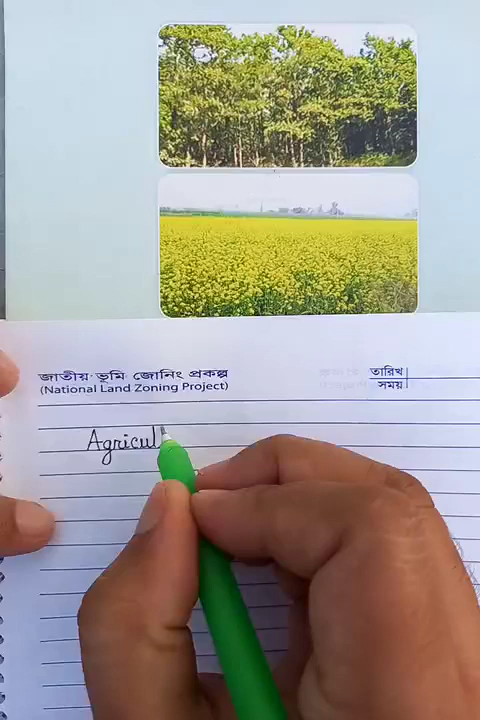 জাতীয় ভূমি জোনিং প্রকল্প
(National Land Zoning Project)
তারিখ
সময়
Agricul